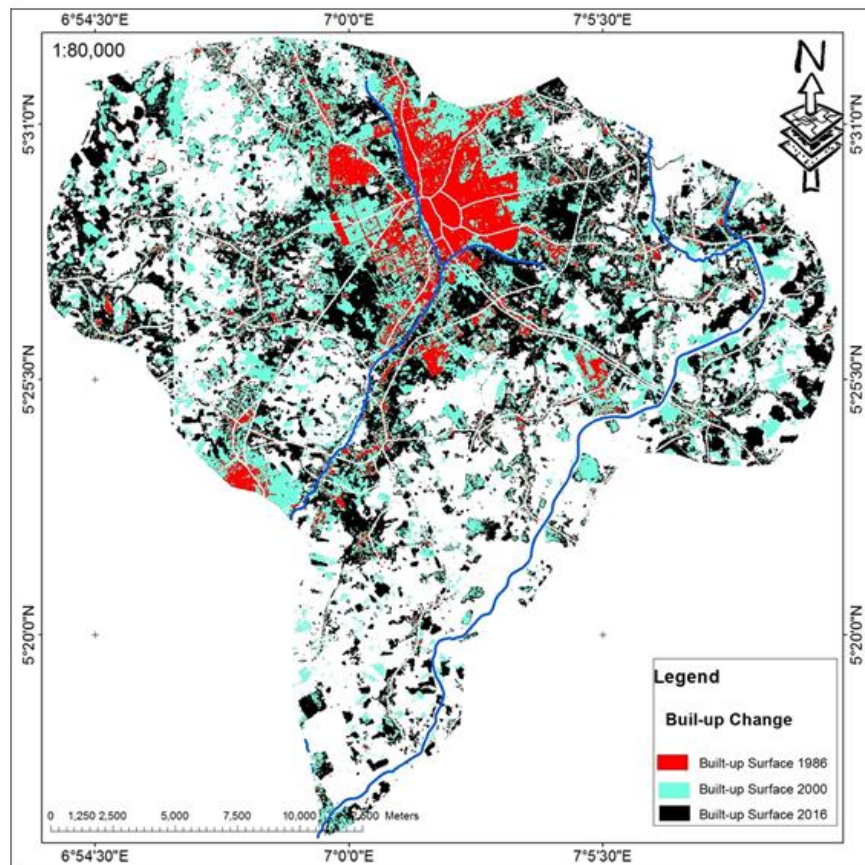 6°54'30"E 7°0'0"E 7°5'30"E
1:80,000
N
5°31'0"N 5°31'0"N
5°25'30"N 5°25'30"N
5°20'0"N 5°20'0"N
Legend
Buil-up Change
Built-up Surface 1986
Built-up Surface 2000
Built-up Surface 2016
0 1,250 2,500 5,000 7,500 10,000 Meters
6°54'30"E 7°0'0"E 7°5'30"E